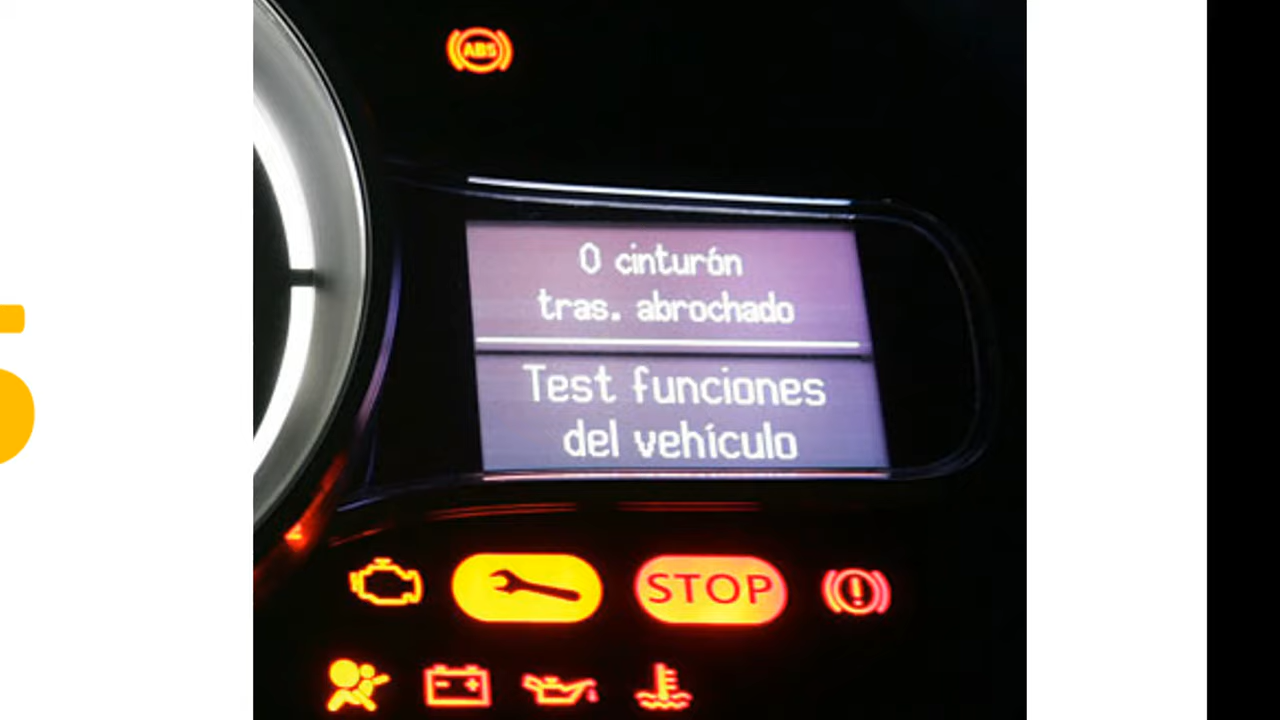 ABS
0 cinturón
tras. abrochado
Test funciones
del vehículo
STOP